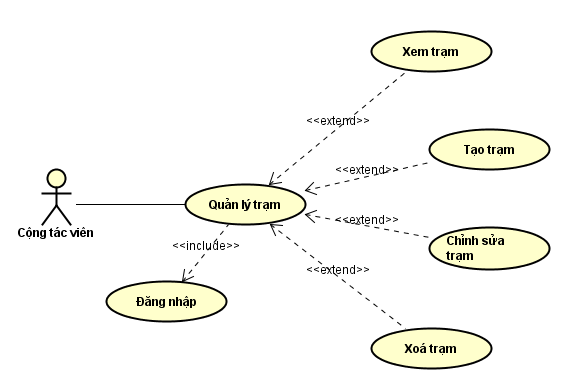 Xem trạm
<<extend>>
Tạo trạm
<<extend>>
Quản lý trạm
<<extend>>
Cộng tác viên
Chỉnh sửa
trạm
<<include>>
<<extend>>
Đăng nhập
Xoá trạm